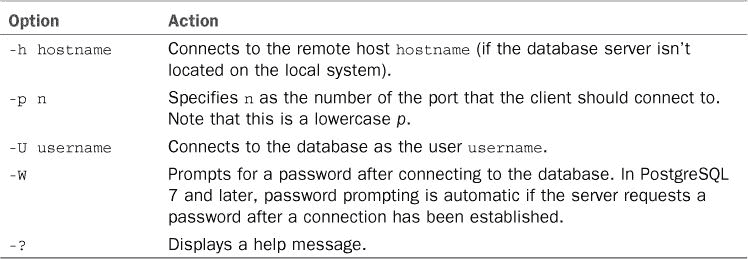 Option Action
-h hostname Connects to the remote host hostname (if the database server isn't
located on the local system).
-p n Specifies n as the number of the port that the client should connect to.
Note that this is a lowercase p.
-U username Connects to the database as the user username.
-W Prompts for a password after connecting to the database. In PostgreSQL
7 and later, password prompting is automatic if the server requests a
password after a connection has been established.
-? Displays a help message.